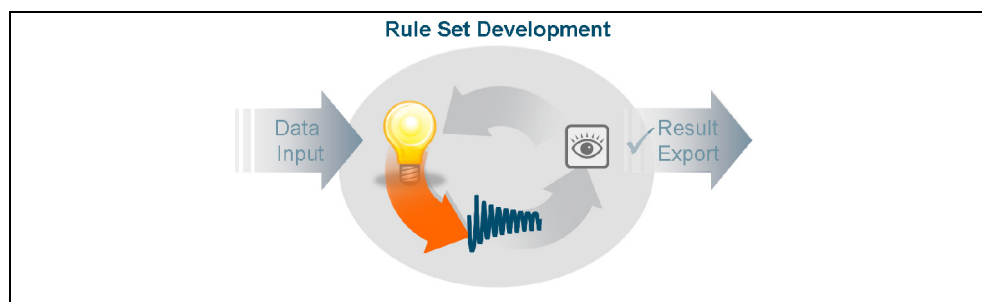 Rule Set Development
Data
Input
Result
Export